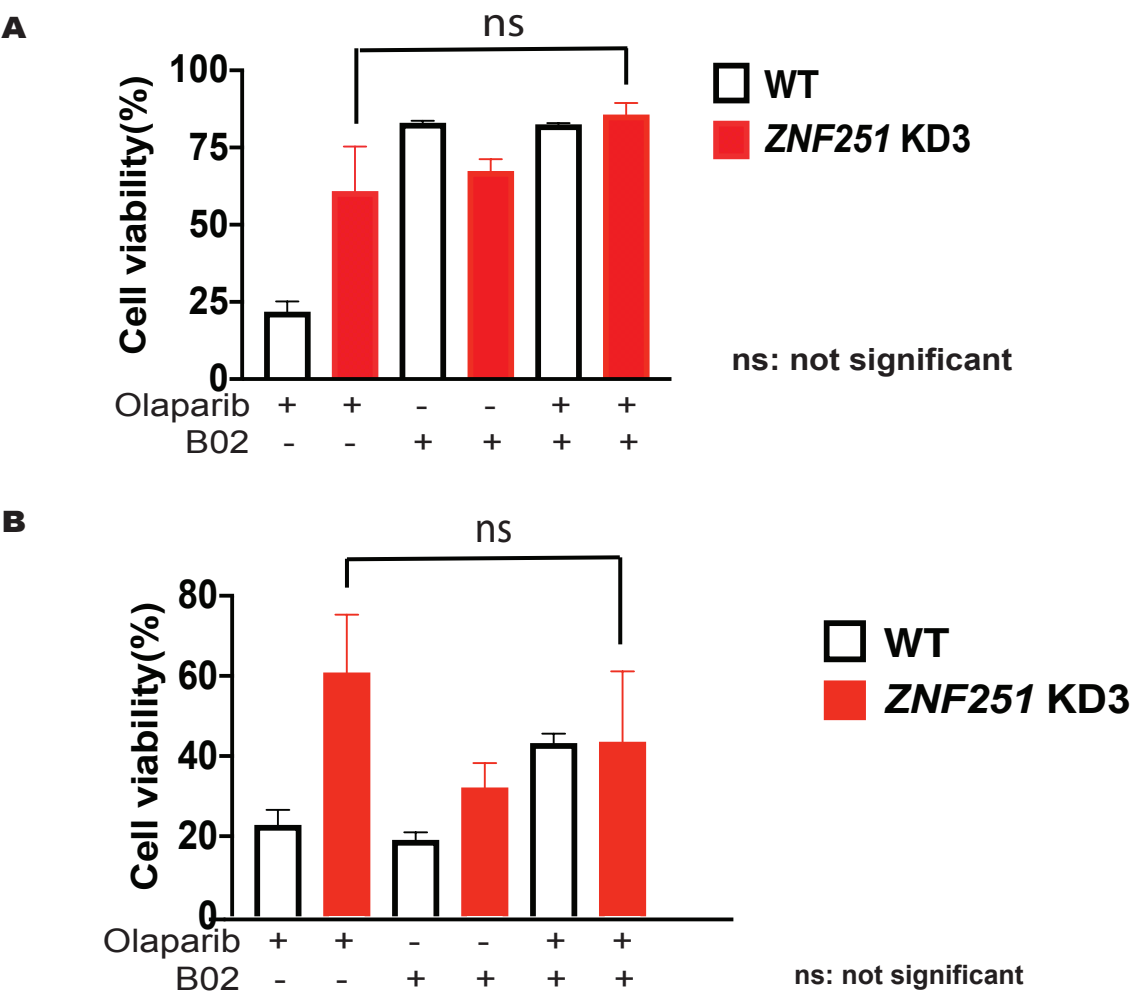 A
ns
100
75
50
25
0
Cell viability(%)
WT
ZNF251 KD3
ns: not significant
Olaparib + + - - + +
B02 - - + + + +
B
ns
80
60
40
20
0
Cell viability(%)
WT
ZNF251 KD3
Olaparib + + - - + +
B02 - - + + + +
ns: not significant